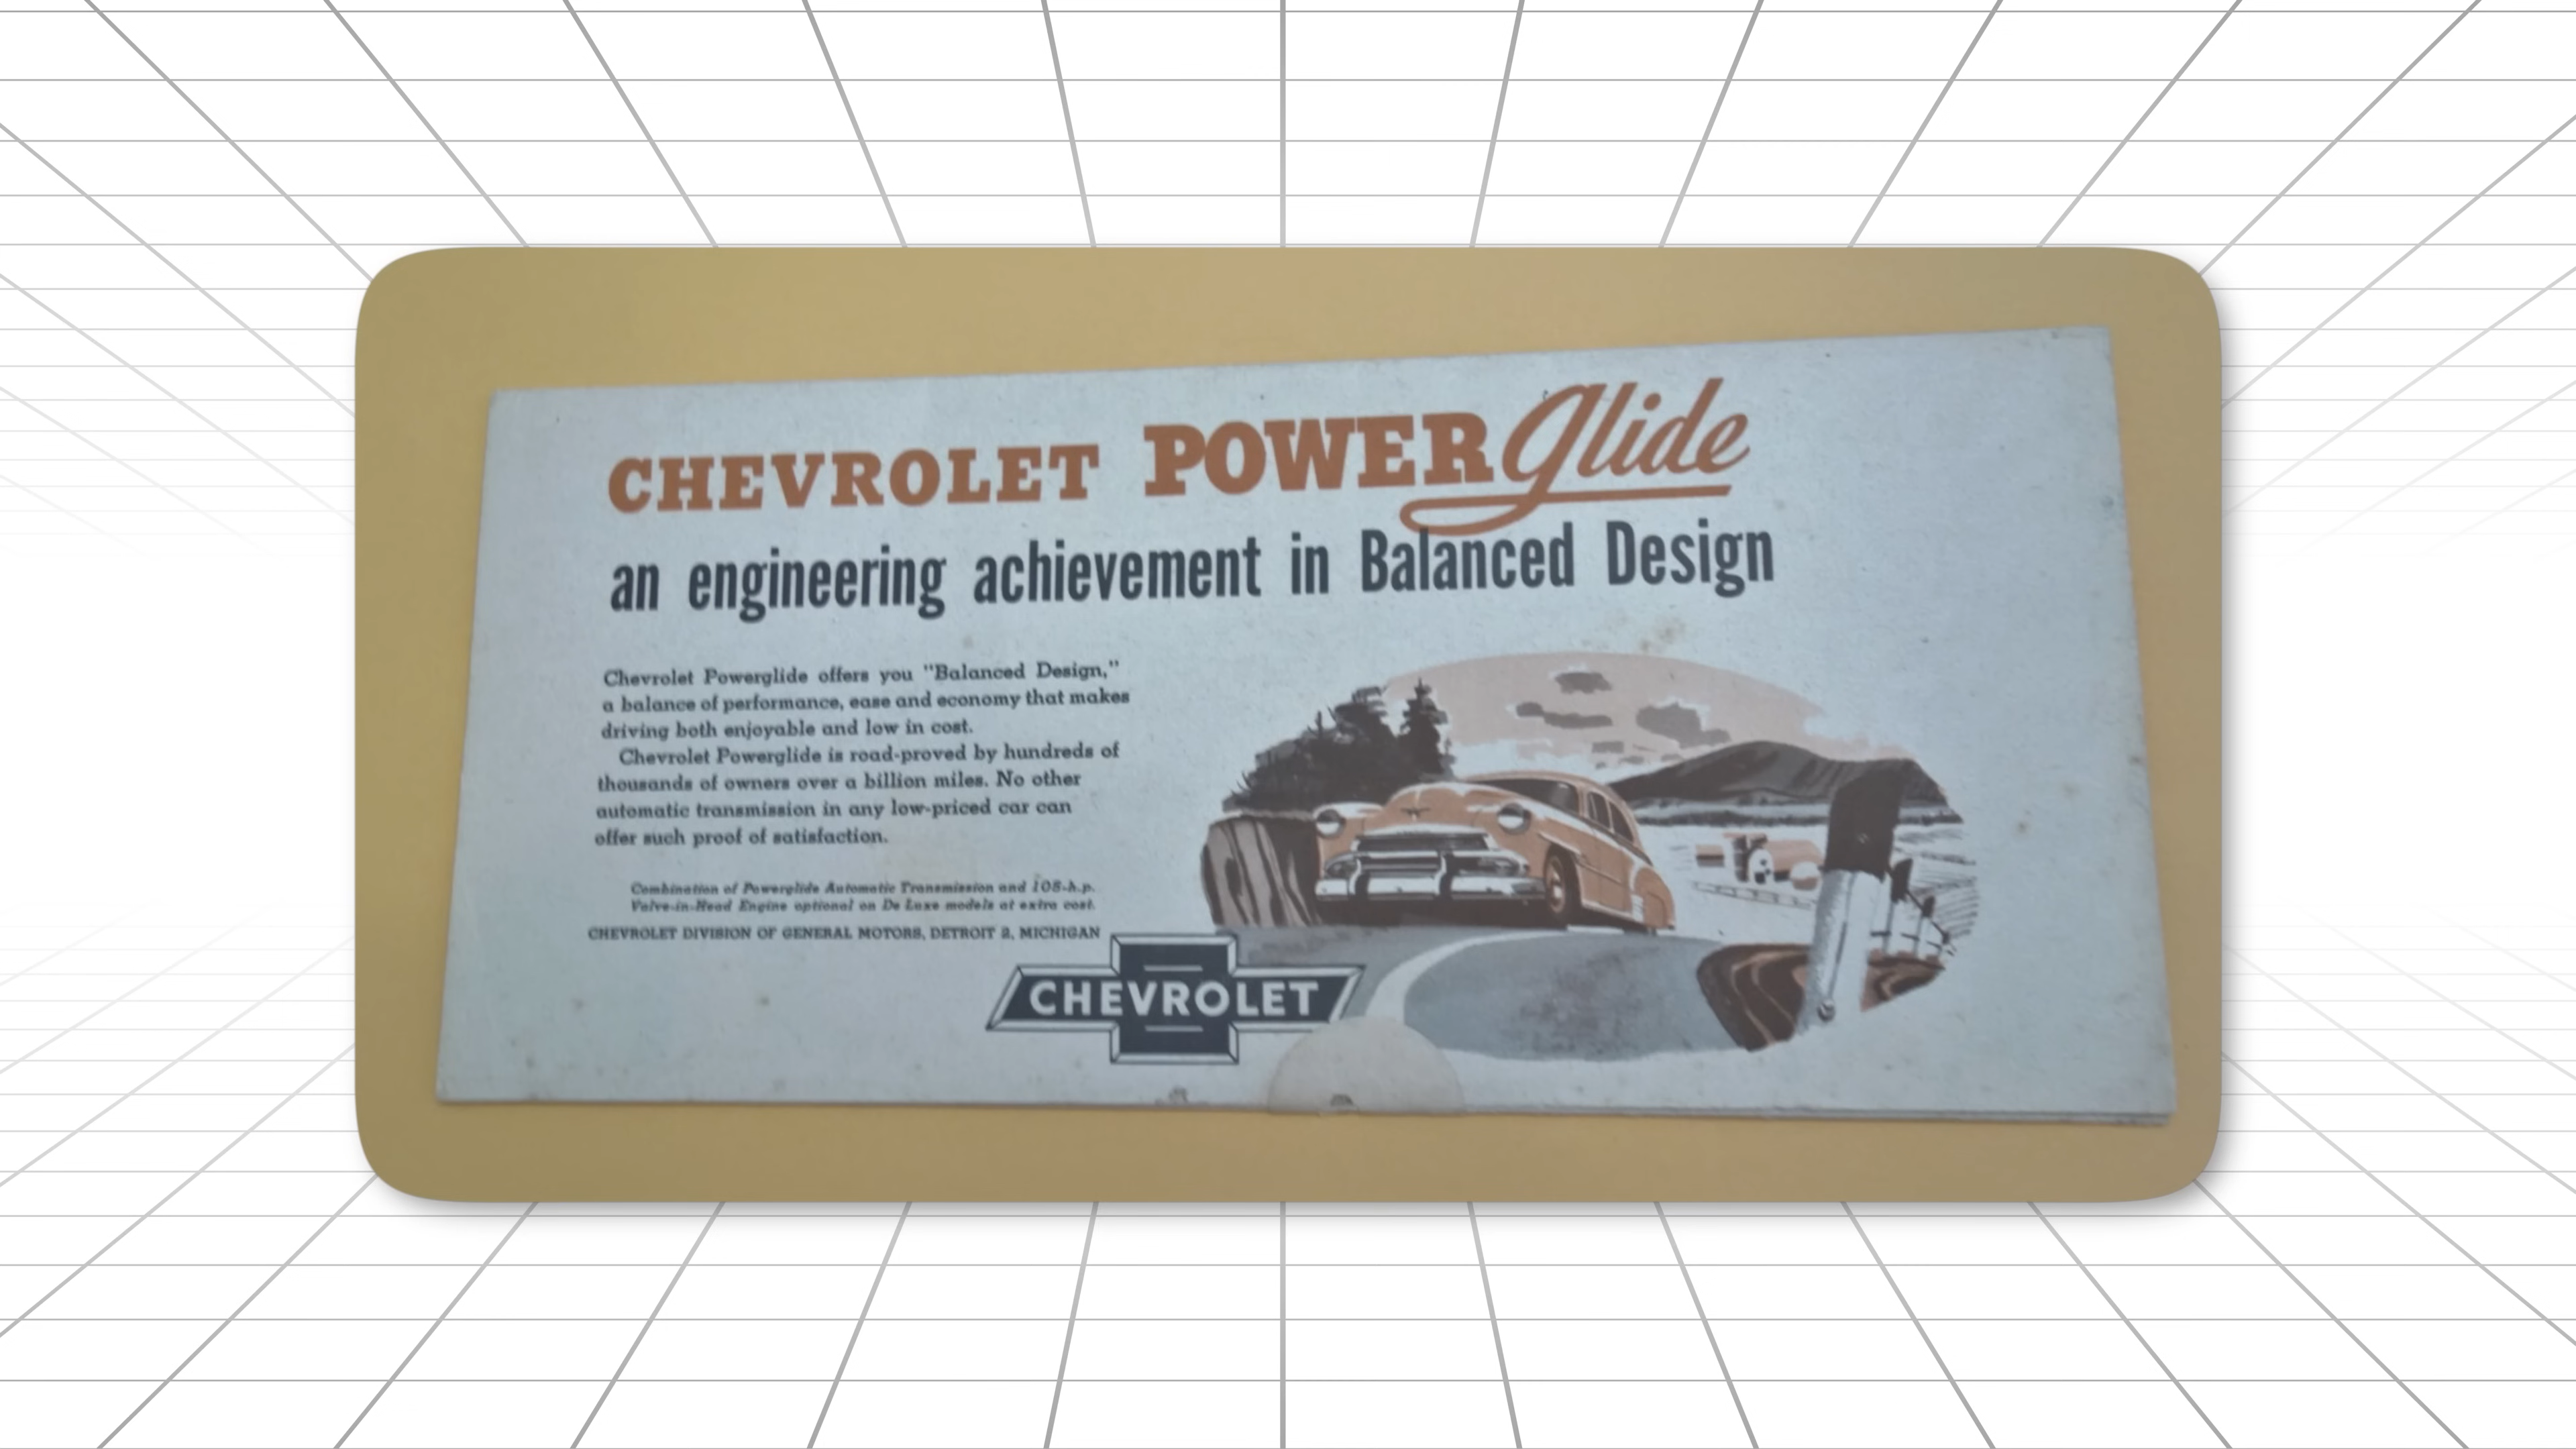 CHEVROLET POWERglide
an engineering achievement in Balanced Design
Chevrolet Powerglide offers you "Balanced Design,"
a balance of performance, ease and economy that makes
driving both enjoyable and low in cost.
Chevrolet Powerglide is road-proved by hundreds of
thousands of owners over a billion miles. No other
automatic transmission in any low-priced car can
offer such proof of satisfaction.
Combination of Powerglide Automatic Transmission and 105-h.p.
Valve-in-Head Engine optional on De Luxe models at extra cost.
CHEVROLET DIVISION OF GENERAL MOTORS, DETROIT 2, MICHIGAN
CHEVROLET